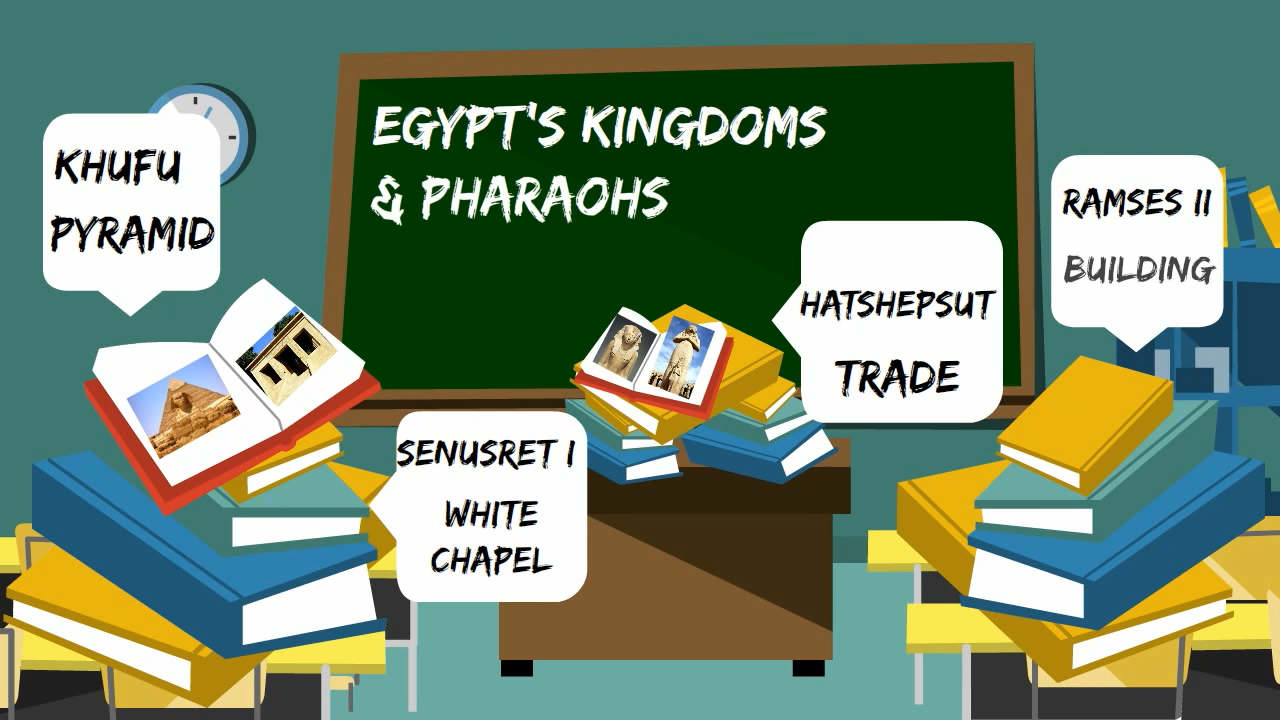 EGYPT'S KINGDOMS
& PHARAOHS
KHUFU
PYRAMID
SENUSRET I
WHITE
CHAPEL
HATSHEPSUT
TRADE
RAMSES II
BUILDING